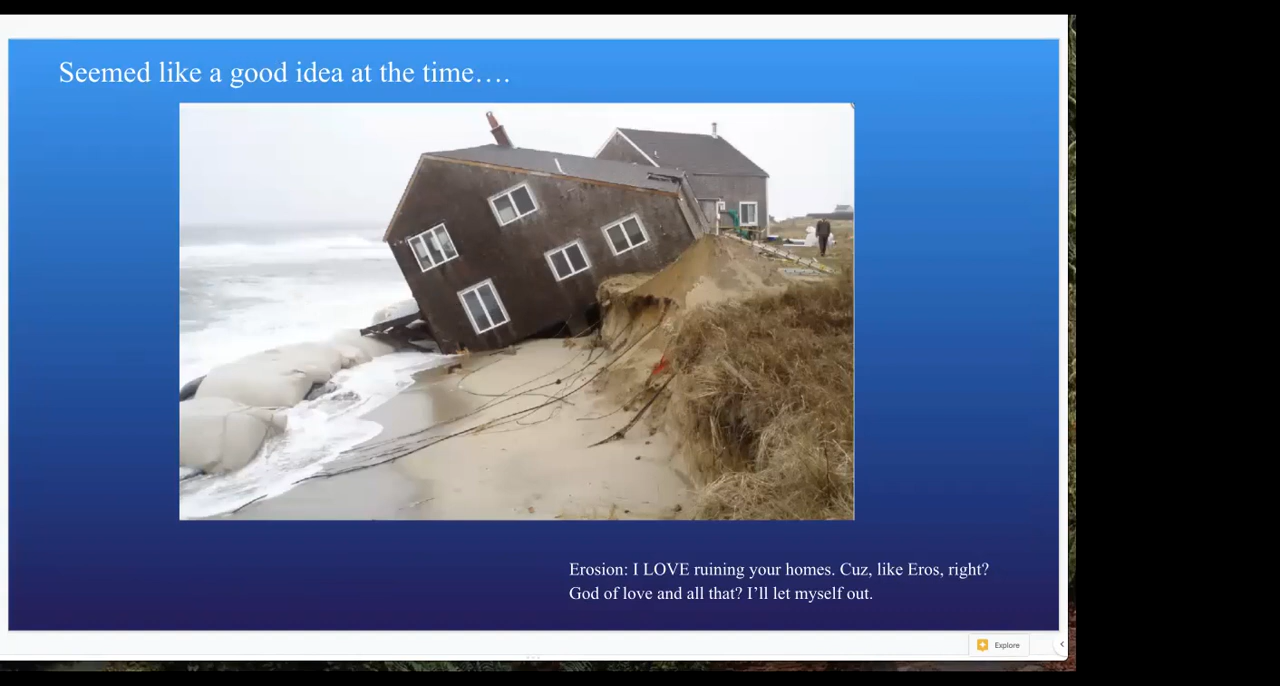 Seemed like a good idea at the time….
Erosion: I LOVE ruining your homes. Cuz, like Eros, right?
God of love and all that? I’ll let myself out.
Explore